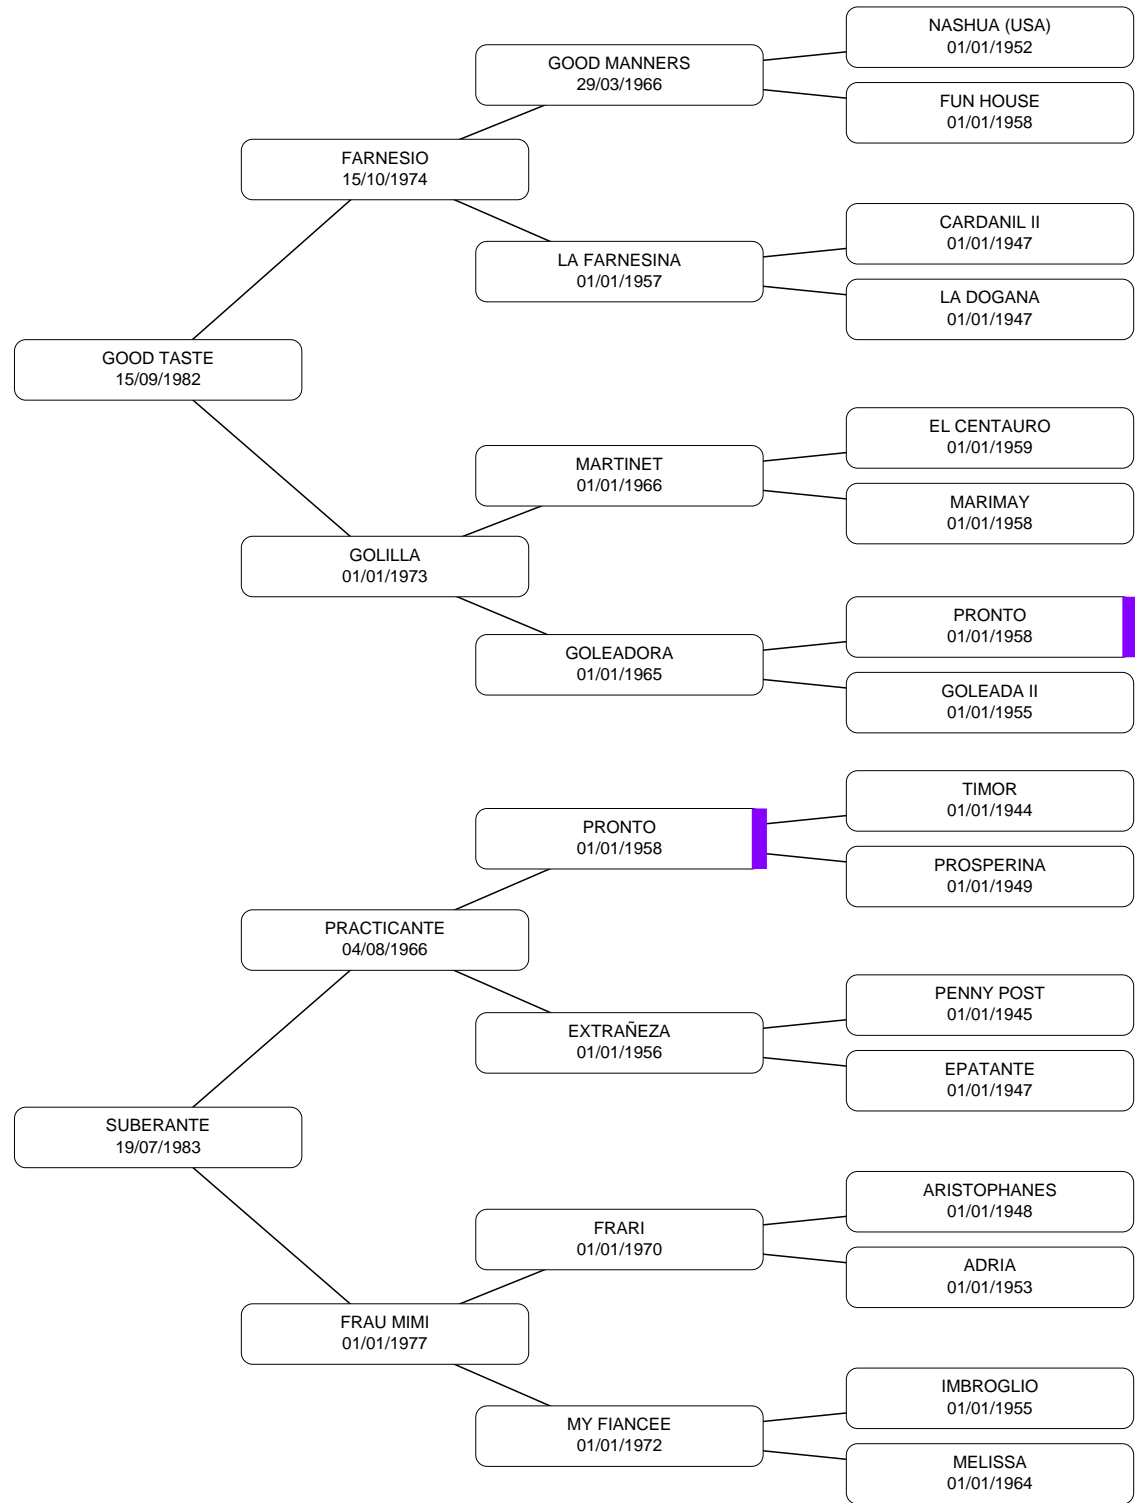 NASHUA (USA)
01/01/1952
GOOD MANNERS
29/03/1966
FUN HOUSE
01/01/1958
FARNESIO
15/10/1974
CARDANIL II
01/01/1947
LA FARNESINA
01/01/1957
LA DOGANA
01/01/1947
GOOD TASTE
15/09/1982
EL CENTAURO
01/01/1959
MARTINET
01/01/1966
MARIMAY
01/01/1958
GOLILLA
01/01/1973
PRONTO
01/01/1958
GOLEADORA
01/01/1965
GOLEADA II
01/01/1955
TIMOR
01/01/1944
PRONTO
01/01/1958
PROSPERINA
01/01/1949
PRACTICANTE
04/08/1966
PENNY POST
01/01/1945
EXTRAÑEZA
01/01/1956
EPATANTE
01/01/1947
SUBERANTE
19/07/1983
ARISTOPHANES
01/01/1948
FRARI
01/01/1970
ADRIA
01/01/1953
FRAU MIMI
01/01/1977
IMBROGLIO
01/01/1955
MY FIANCEE
01/01/1972
MELISSA
01/01/1964